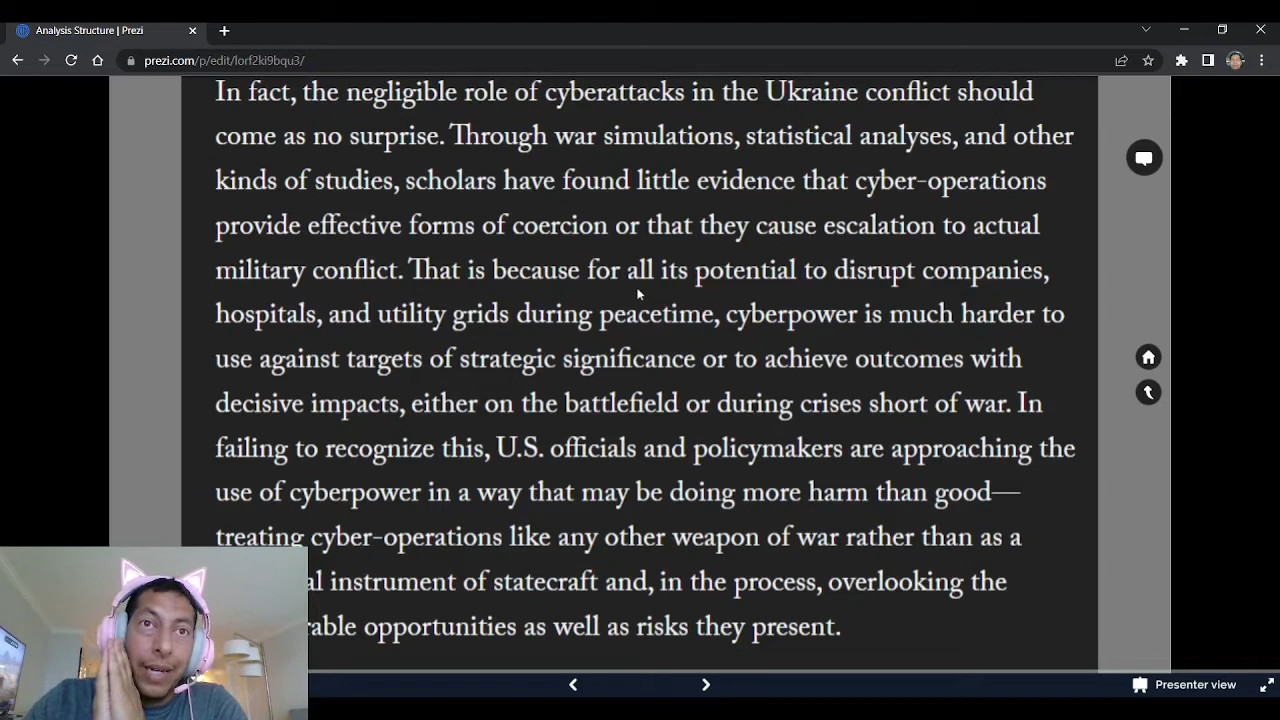 Analysis Structure | Prezi
prezi.com/p/edit/lorf2ki9bqu3/
In fact, the negligible role of cyberattacks in the Ukraine conflict should
come as no surprise. Through war simulations, statistical analyses, and other
kinds of studies, scholars have found little evidence that cyber-operations
provide effective forms of coercion or that they cause escalation to actual
military conflict. That is because for all its potential to disrupt companies,
hospitals, and utility grids during peacetime, cyberpower is much harder to
use against targets of strategic significance or to achieve outcomes with
decisive impacts, either on the battlefield or during crises short of war. In
failing to recognize this, U.S. officials and policymakers are approaching the
use of cyberpower in a way that may be doing more harm than good—
treating cyber-operations like any other weapon of war rather than as a
instrument of statecraft and, in the process, overlooking the
opportunities as well as risks they present.
Presenter view